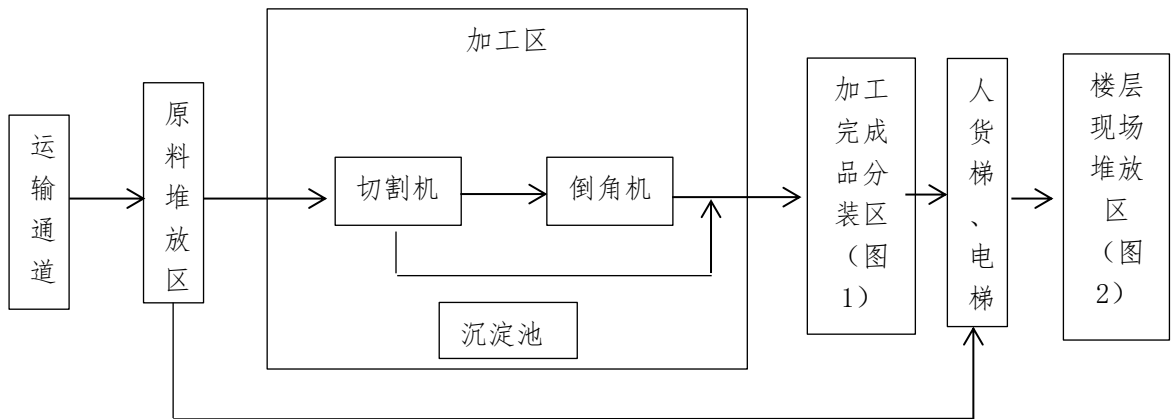 运输通道
原料堆放区
加工区
切割机
倒角机
沉淀池
加工
完成
品分
装区
（图
1）
人货梯、电梯
楼层
现场
堆放
区
（图
2）